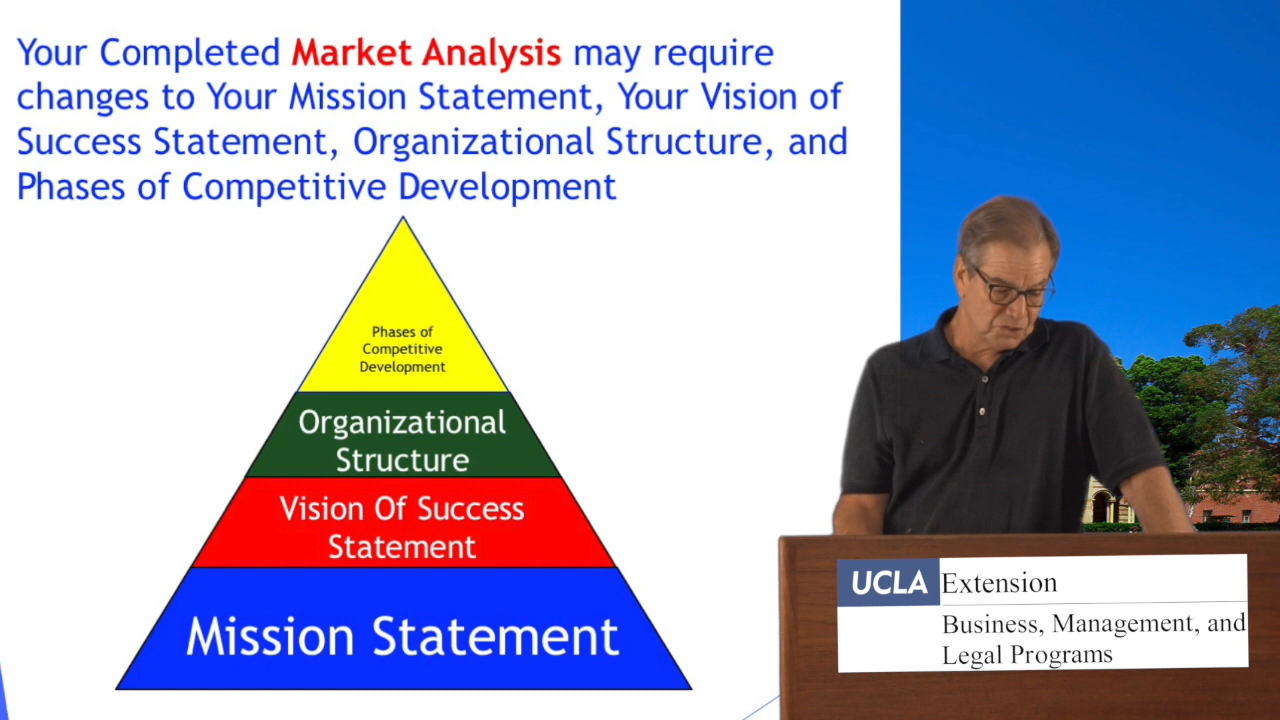 Your Completed Market Analysis may require
changes to Your Mission Statement, Your Vision of
Success Statement, Organizational Structure, and
Phases of Competitive Development
Phases of
Competitive
Development
Organizational
Structure
Vision Of Success
Statement
Mission Statement
UCLA Extension
Business, Management, and
Legal Programs